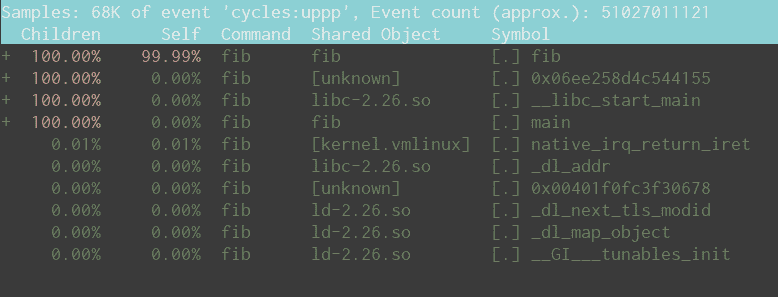 Samples: 68K of event 'cycles:uppp', Event count (approx.): 51027011121
Children Self Command Shared Object Symbol
+ 100.00% 99.99% fib fib [.] fib
+ 100.00% 0.00% fib [unknown] [.] 0x06ee258d4c544155
+ 100.00% 0.00% fib libc-2.26.so [.] __libc_start_main
+ 100.00% 0.00% fib fib [.] main
0.01% 0.01% fib [kernel.vmlinux] [.] native_irq_return_iret
0.00% 0.00% fib libc-2.26.so [.] _dl_addr
0.00% 0.00% fib [unknown] [.] 0x00401f0fc3f30678
0.00% 0.00% fib ld-2.26.so [.] _dl_next_tls_modid
0.00% 0.00% fib ld-2.26.so [.] _dl_map_object
0.00% 0.00% fib ld-2.26.so [.] __GI___tunables_init